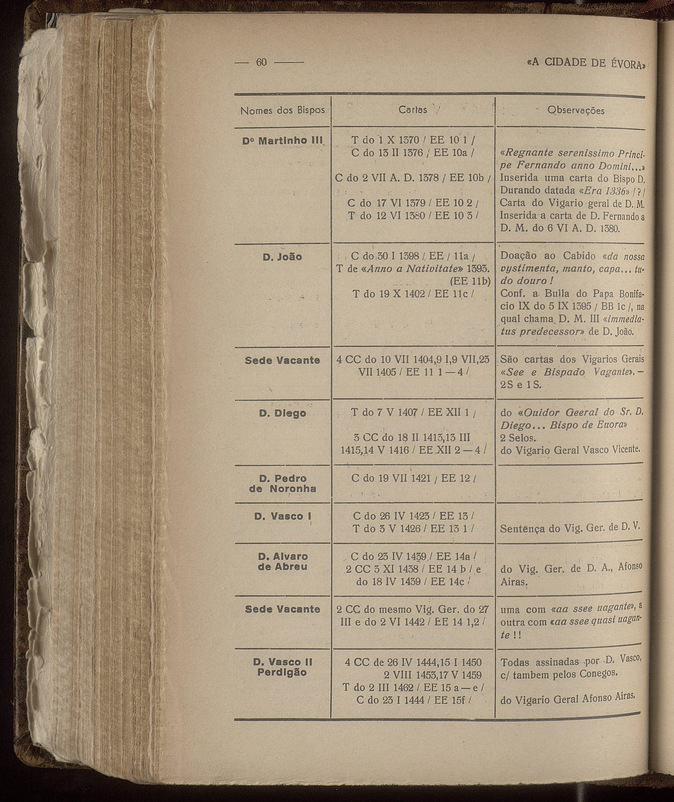 — 60 — «A CIDADE DE ÉVORA»
Nomes dos Bispos Cartas Observações
Dº Martinho III T do 1 X 1370 / EE 10 1 /
C do 13 II 1376 / EE 10a / «Regnante serenissimo Princi-
pe Fernando anno Domini...»
C do 2 VII A. D. 1378 / EE 10b / Inserida uma carta do Bispo D.
Durando datada «Era 1336» /?/
C do 17 VI 1379 / EE 10 2 / Carta do Vigario geral de D. M.
T do 12 VI 1380 / EE 10 3 / Inserida a carta de D. Fernando a
D. M. do 6 VI A. D. 1380.
D. João C do 30 I 1398 / EE / 11a / Doação ao Cabido «da nossa
T de «Anno a Nativitate» 1393. vystimenta, manto, capa... tu-
(EE 11b) do douro !
T do 19 X 1402 / EE 11c / Conf. a Bulla do Papa Bonifa-
cio IX do 5 IX 1395 / BB 1c /, na
qual chama D. M. III «immedia-
tus predecessor» de D. João.
Sede Vacante 4 CC do 10 VII 1404,9 I,9 VII,23 São cartas dos Vigarios Gerais
VII 1405 / EE 11 1 — 4 / «See e Bispado Vagante». —
2S e 1 S.
D. Diego T do 7 V 1407 / EE XII 1 / do «Ouidor Geeral do Sr. D.
Diego... Bispo de Euora»
3 CC do 18 II 1413,13 III 2 Selos.
1415,14 V 1416 / EE XII 2 — 4 / do Vigario Geral Vasco Vicente.
D. Pedro C do 19 VII 1421 / EE 12 /
de Noronha
D. Vasco I C do 26 IV 1423 / EE 13 /
T do 3 V 1426 / EE 13 1 / Sentença do Vig. Ger. de D. V.
D. Alvaro C do 23 IV 1439 / EE 14a /
de Abreu 2 CC 3 XI 1438 / EE 14 b / e do Vig. Ger. de D. A., Afonso
do 18 IV 1439 / EE 14c / Airas.
Sede Vacante 2 CC do mesmo Vig. Ger. do 27 uma com «aa ssee uagante», a
III e do 2 VI 1442 / EE 14 1,2 / outra com «aa ssee quasi uagan-
te !!
D. Vasco II 4 CC de 26 IV 1444,15 I 1450 Todas assinadas por D. Vasco,
Perdigão 2 VIII 1453,17 V 1459 c/ tambem pelos Conegos.
T do 2 III 1462 / EE 15 a — e /
C do 23 I 1444 / EE 15f / do Vigario Geral Afonso Airas.